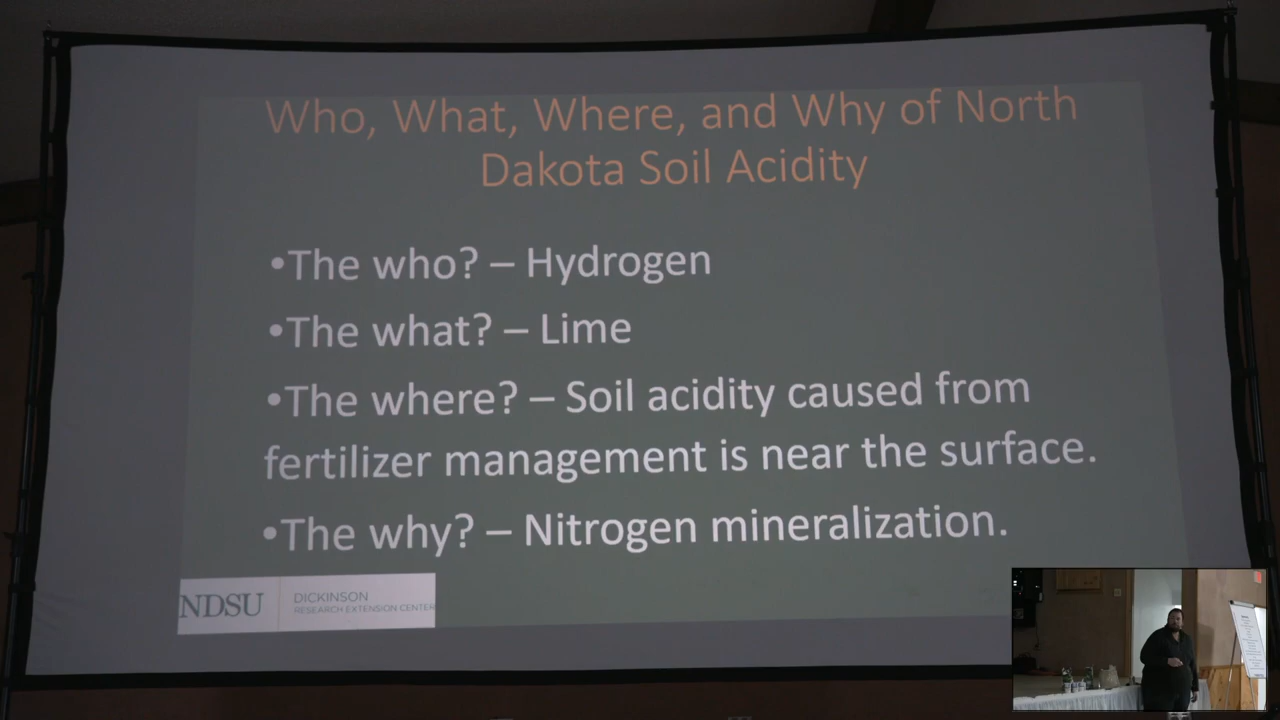 Who, What, Where, and Why of North
Dakota Soil Acidity
•The who? – Hydrogen
•The what? – Lime
•The where? – Soil acidity caused from
fertilizer management is near the surface.
•The why? – Nitrogen mineralization.
NDSU
DICKINSON
RESEARCH EXTENSION CENTER